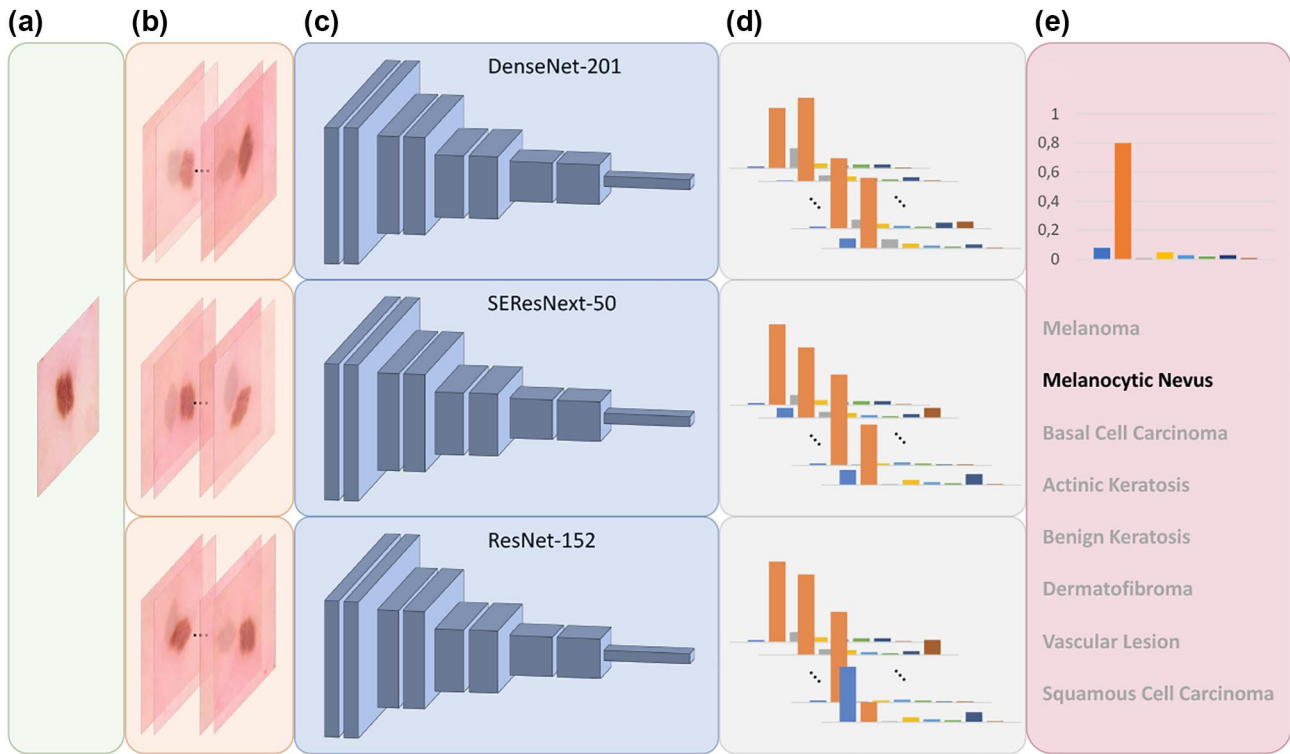 (a)
(b)
(c)
(d)
(e)
DenseNet-201
SEResNext-50
ResNet-152
1
0,8
0,6
0,4
0,2
0
Melanoma
Melanocytic Nevus
Basal Cell Carcinoma
Actinic Keratosis
Benign Keratosis
Dermatofibroma
Vascular Lesion
Squamous Cell Carcinoma